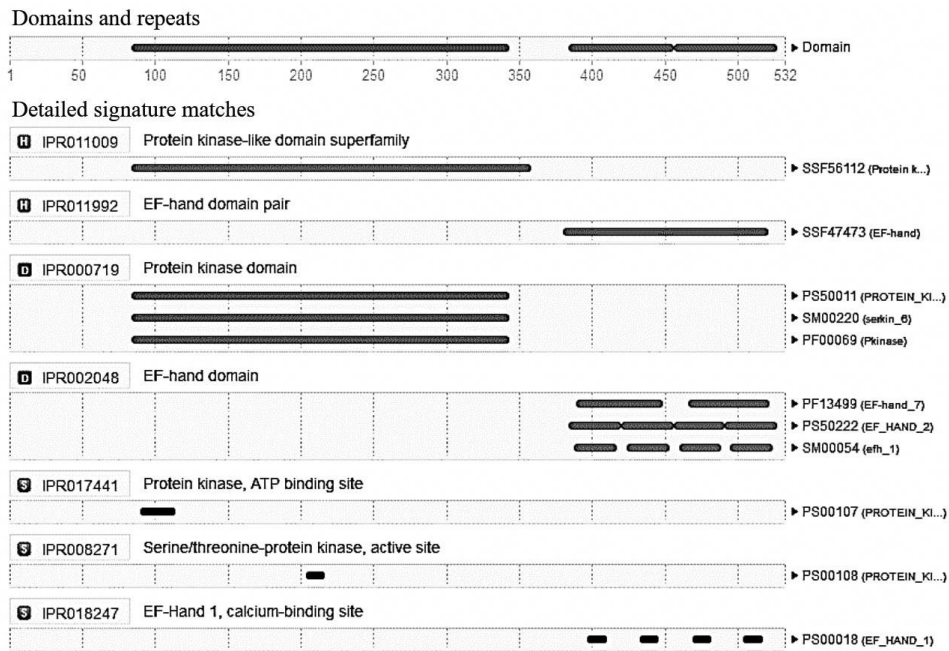 Domains and repeats
Domain
1 50 100 150 200 250 300 350 400 450 500 532
Detailed signature matches
H IPR011009 Protein kinase-like domain superfamily
SSF56112 (Protein k...)
H IPR011992 EF-hand domain pair
SSF47473 (EF-hand)
D IPR000719 Protein kinase domain
PS50011 (PROTEIN_KI...)
SM00220 (serkin_6)
PF00069 (Pkinase)
D IPR002048 EF-hand domain
PF13499 (EF-hand_7)
PS50222 (EF_HAND_2)
SM00054 (efh_1)
S IPR017441 Protein kinase, ATP binding site
PS00107 (PROTEIN_KI...)
S IPR008271 Serine/threonine-protein kinase, active site
PS00108 (PROTEIN_KI...)
S IPR018247 EF-Hand 1, calcium-binding site
PS00018 (EF_HAND_1)